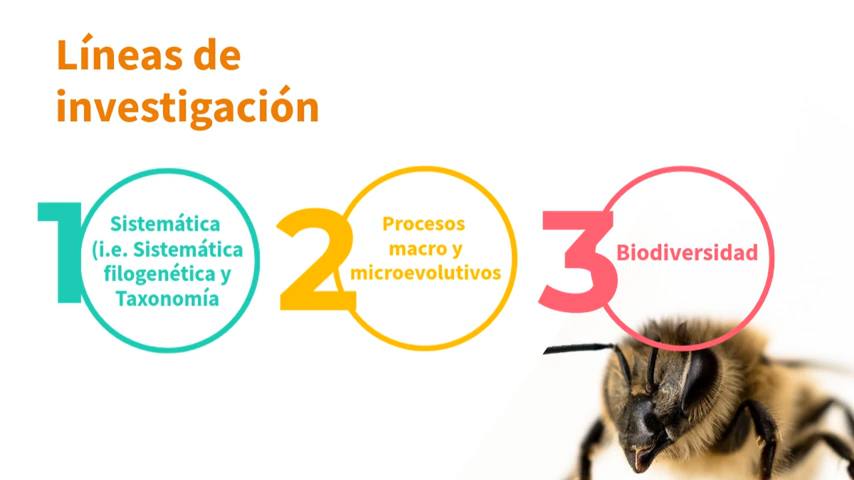 Líneas de
investigación
1
Sistemática
(i.e. Sistemática
filogenética y
Taxonomía
2
Procesos
macro y
microevolutivos
3
Biodiversidad